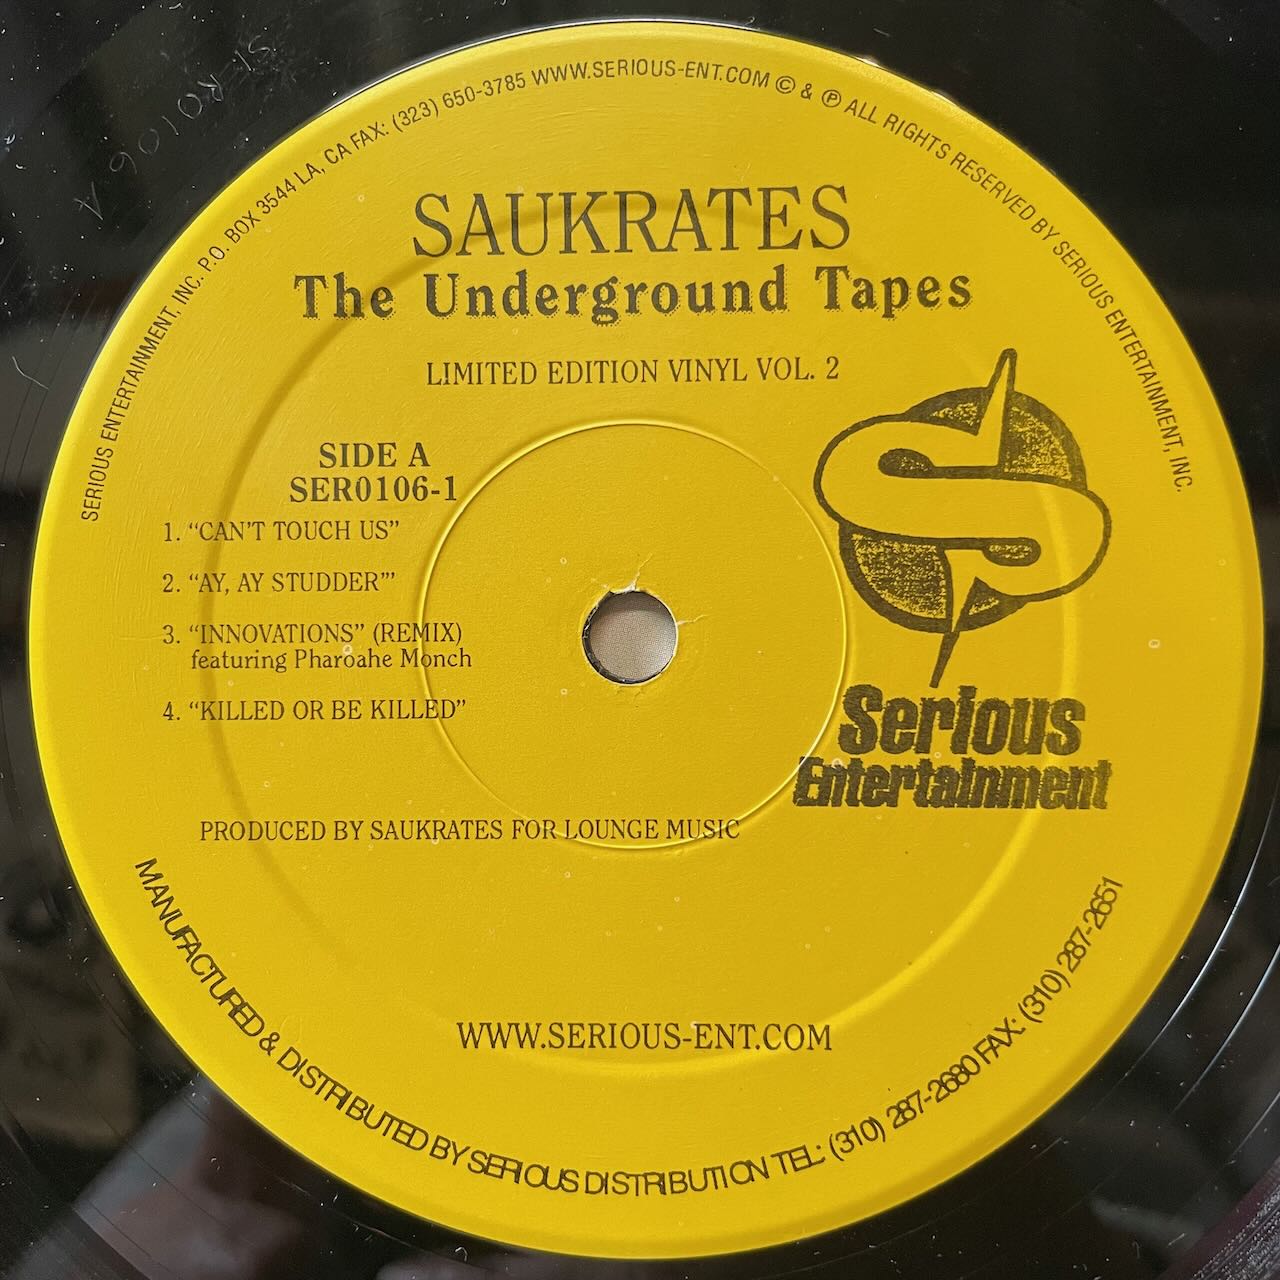 SERIOUS ENTERTAINMENT, INC. P.O. BOX 3544 LA, CA FAX: (323) 650-3785 WWW.SERIOUS-ENT.COM © & ℗ ALL RIGHTS RESERVED BY SERIOUS ENTERTAINMENT, INC.
SER0106A
SAUKRATES
The Underground Tapes
LIMITED EDITION VINYL VOL. 2
SIDE A
SER0106-1
1. “CAN'T TOUCH US”
2. “AY, AY STUDDER'”
3. “INNOVATIONS” (REMIX)
featuring Pharoahe Monch
4. “KILLED OR BE KILLED”
Serious
Entertainment
PRODUCED BY SAUKRATES FOR LOUNGE MUSIC
WWW.SERIOUS-ENT.COM
MANUFACTURED & DISTRIBUTED BY SERIOUS DISTRIBUTION TEL: (310) 287-2680 FAX: (310) 287-2651